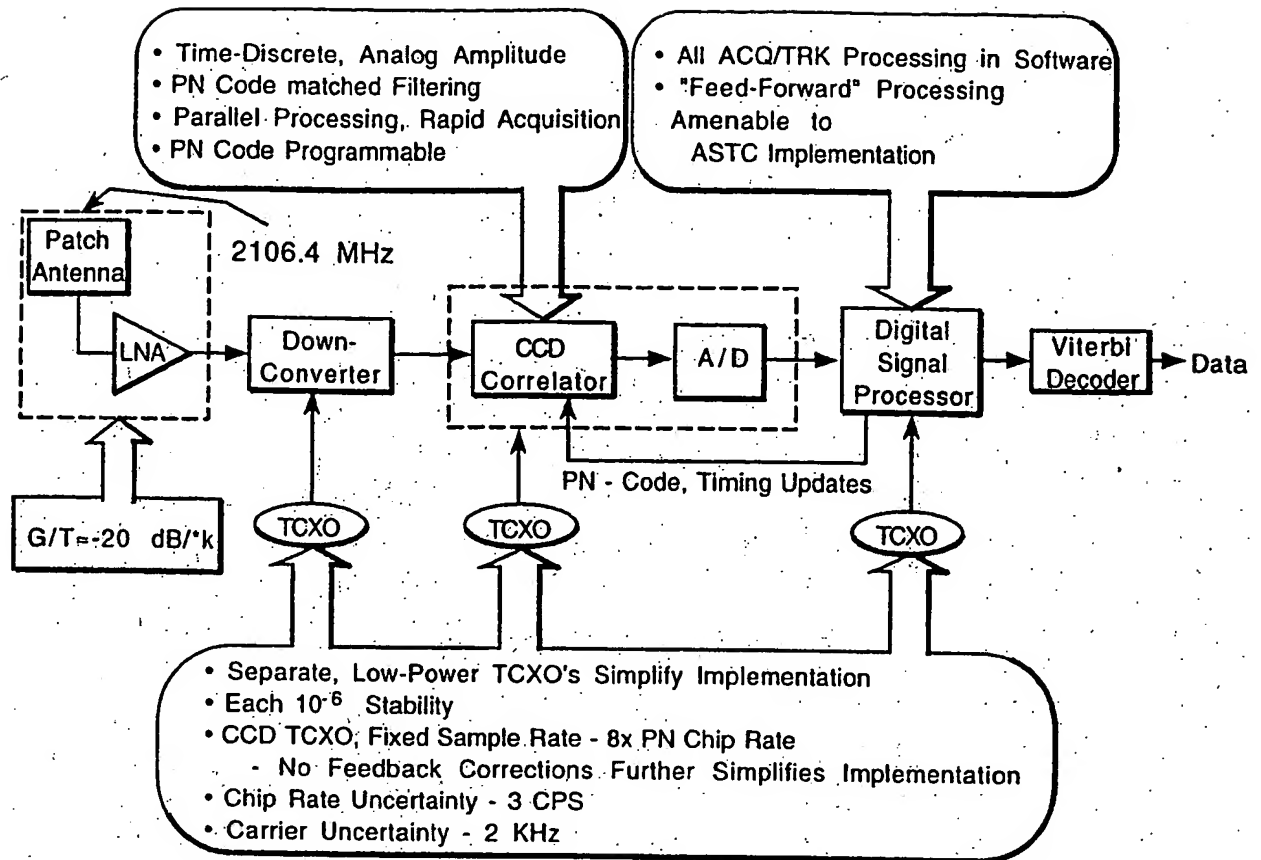 • Time-Discrete, Analog Amplitude
• PN Code matched Filtering
• Parallel Processing, Rapid Acquisition
• PN Code Programmable
• All ACQ/TRK Processing in Software
• "Feed-Forward" Processing
Amenable to
ASTC Implementation
Patch
Antenna
2106.4 MHz
LNA
Down-
Converter
CCD
Correlator
A/D
Digital
Signal
Processor
Viterbi
Decoder
Data
PN - Code, Timing Updates
G/T=-20 dB/°k
TCXO
TCXO
TCXO
• Separate, Low-Power TCXO's Simplify Implementation
• Each 10⁻⁶ Stability
• CCD TCXO, Fixed Sample Rate - 8x PN Chip Rate
- No Feedback Corrections Further Simplifies Implementation
• Chip Rate Uncertainty - 3 CPS
• Carrier Uncertainty - 2 KHz